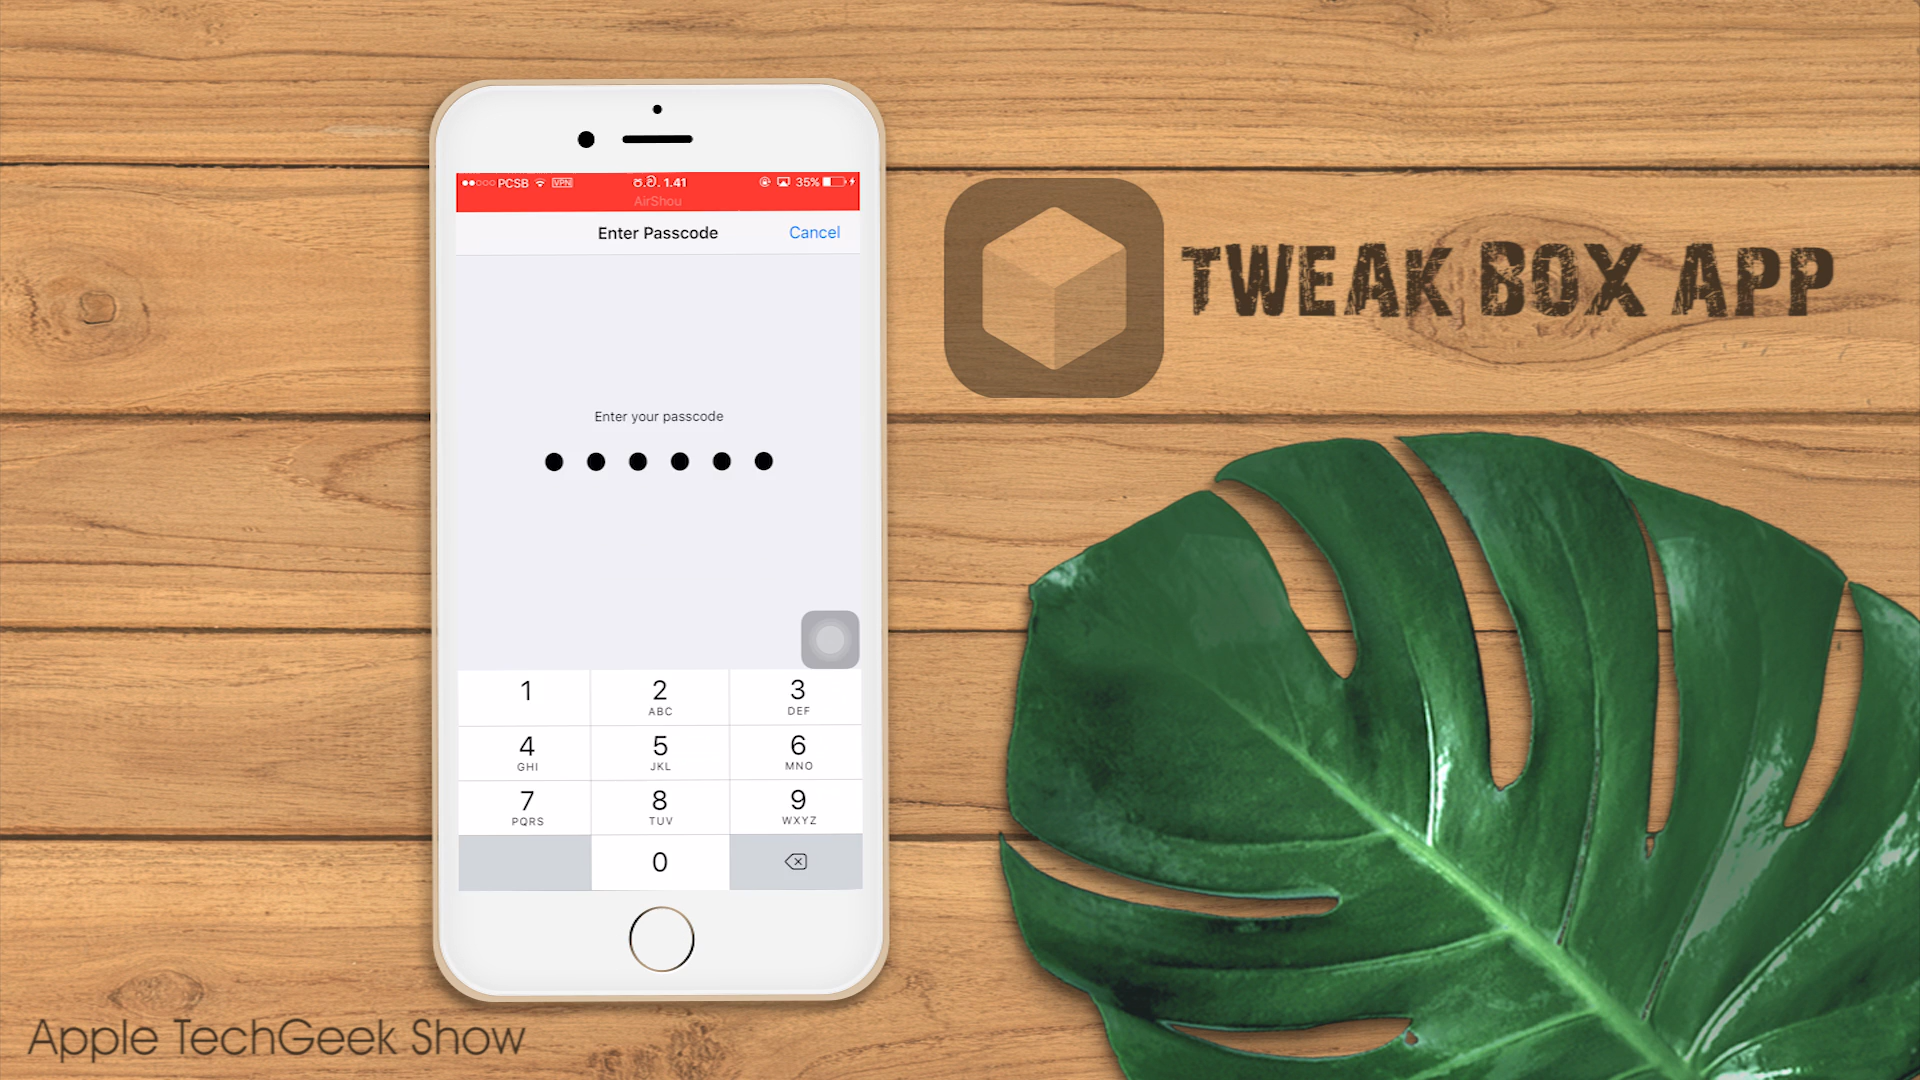 PCSB VPN ප.ව. 1.41 35%
AirShou
Enter Passcode Cancel
Enter your passcode
1 2 3
ABC DEF
4 5 6
GHI JKL MNO
7 8 9
PQRS TUV WXYZ
0
TWEAK BOX APP
Apple TechGeek Show